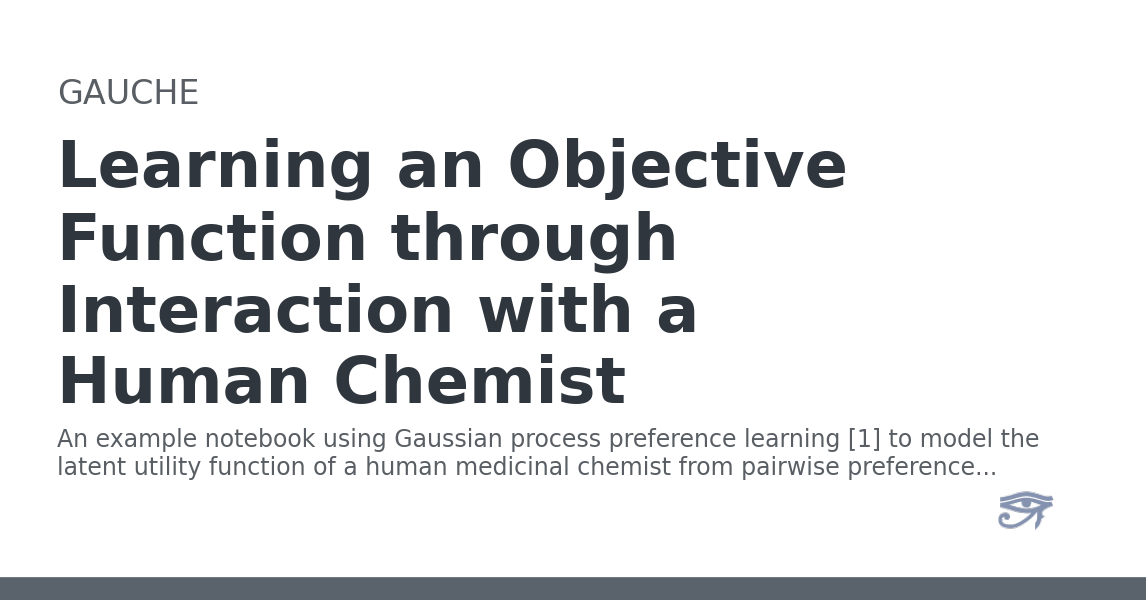 GAUCHE
Learning an Objective
Function through
Interaction with a
Human Chemist
An example notebook using Gaussian process preference learning [1] to model the
latent utility function of a human medicinal chemist from pairwise preference...